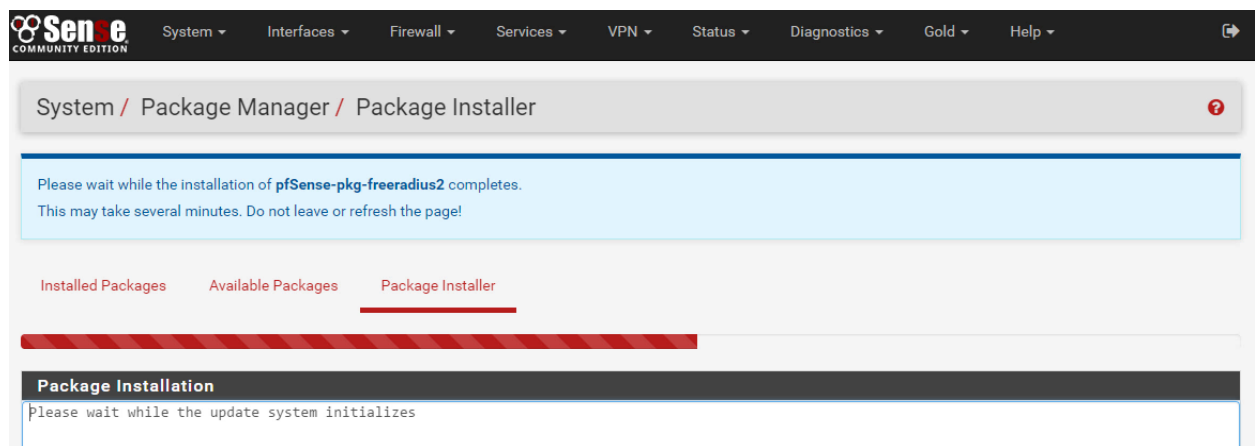 Sense
COMMUNITY EDITION
System Interfaces Firewall Services VPN Status Diagnostics Gold Help
System / Package Manager / Package Installer
Please wait while the installation of pfSense-pkg-freeradius2 completes.
This may take several minutes. Do not leave or refresh the page!
Installed Packages Available Packages Package Installer
Package Installation
Please wait while the update system initializes